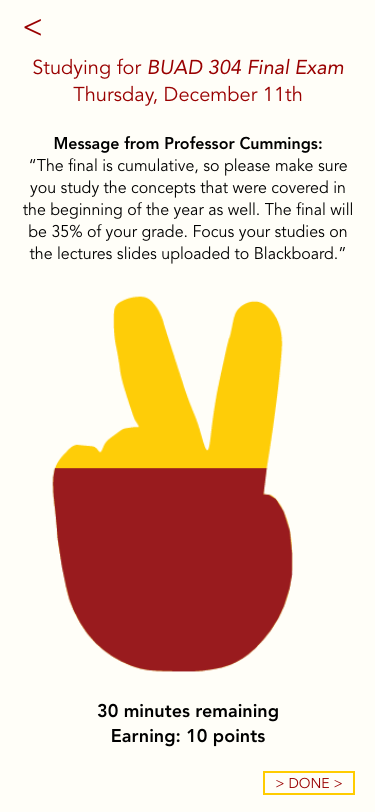 <
Studying for BUAD 304 Final Exam
Thursday, December 11th
Message from Professor Cummings:
“The final is cumulative, so please make sure
you study the concepts that were covered in
the beginning of the year as well. The final will
be 35% of your grade. Focus your studies on
the lectures slides uploaded to Blackboard.”
30 minutes remaining
Earning: 10 points
> DONE >